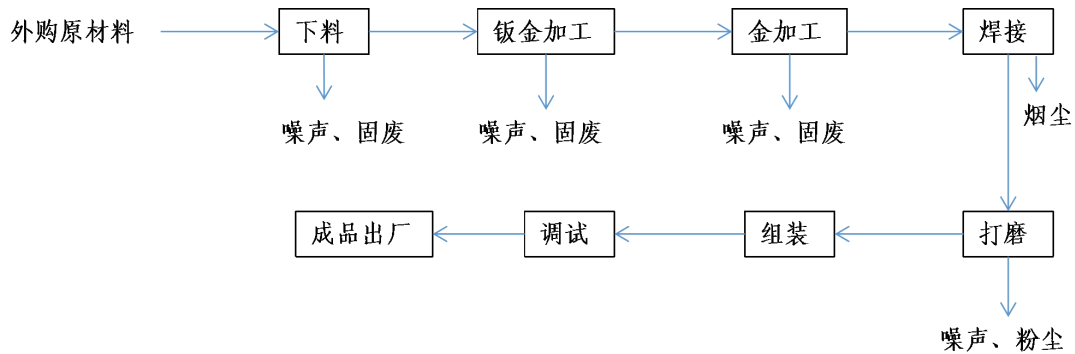 外购原材料
下料
钣金加工
金加工
焊接
噪声、固废
噪声、固废
噪声、固废
烟尘
成品出厂
调试
组装
打磨
噪声、粉尘